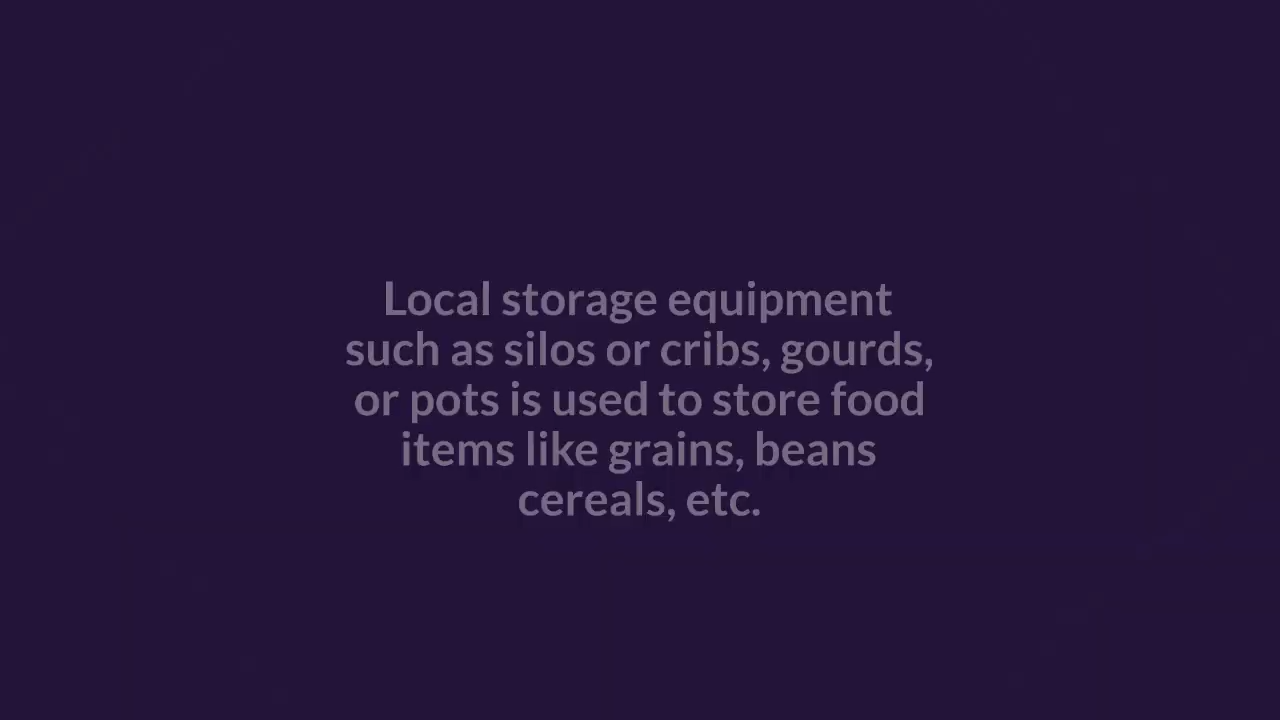 Local storage equipment
such as silos or cribs, gourds,
or pots is used to store food
items like grains, beans
cereals, etc.